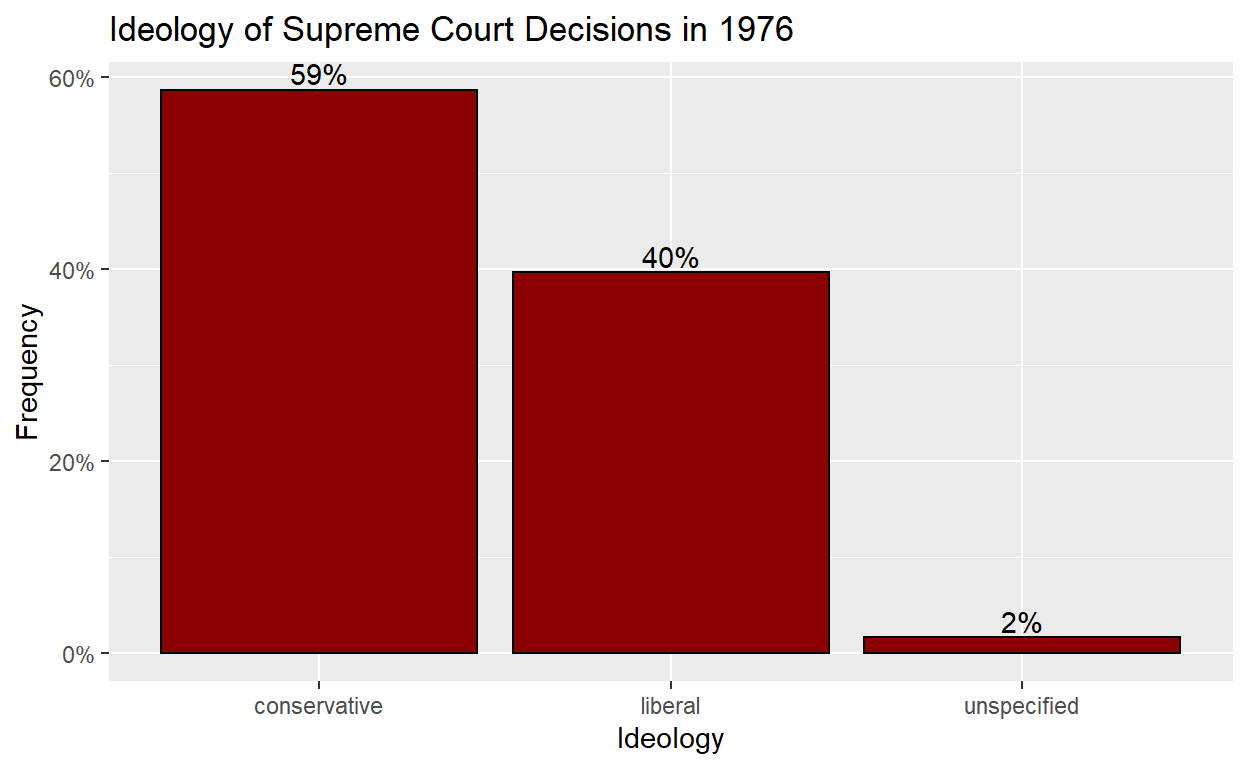 Ideology of Supreme Court Decisions in 1976
59%
60%
40%
40%
20%
2%
0%
Frequency
conservative liberal unspecified
Ideology